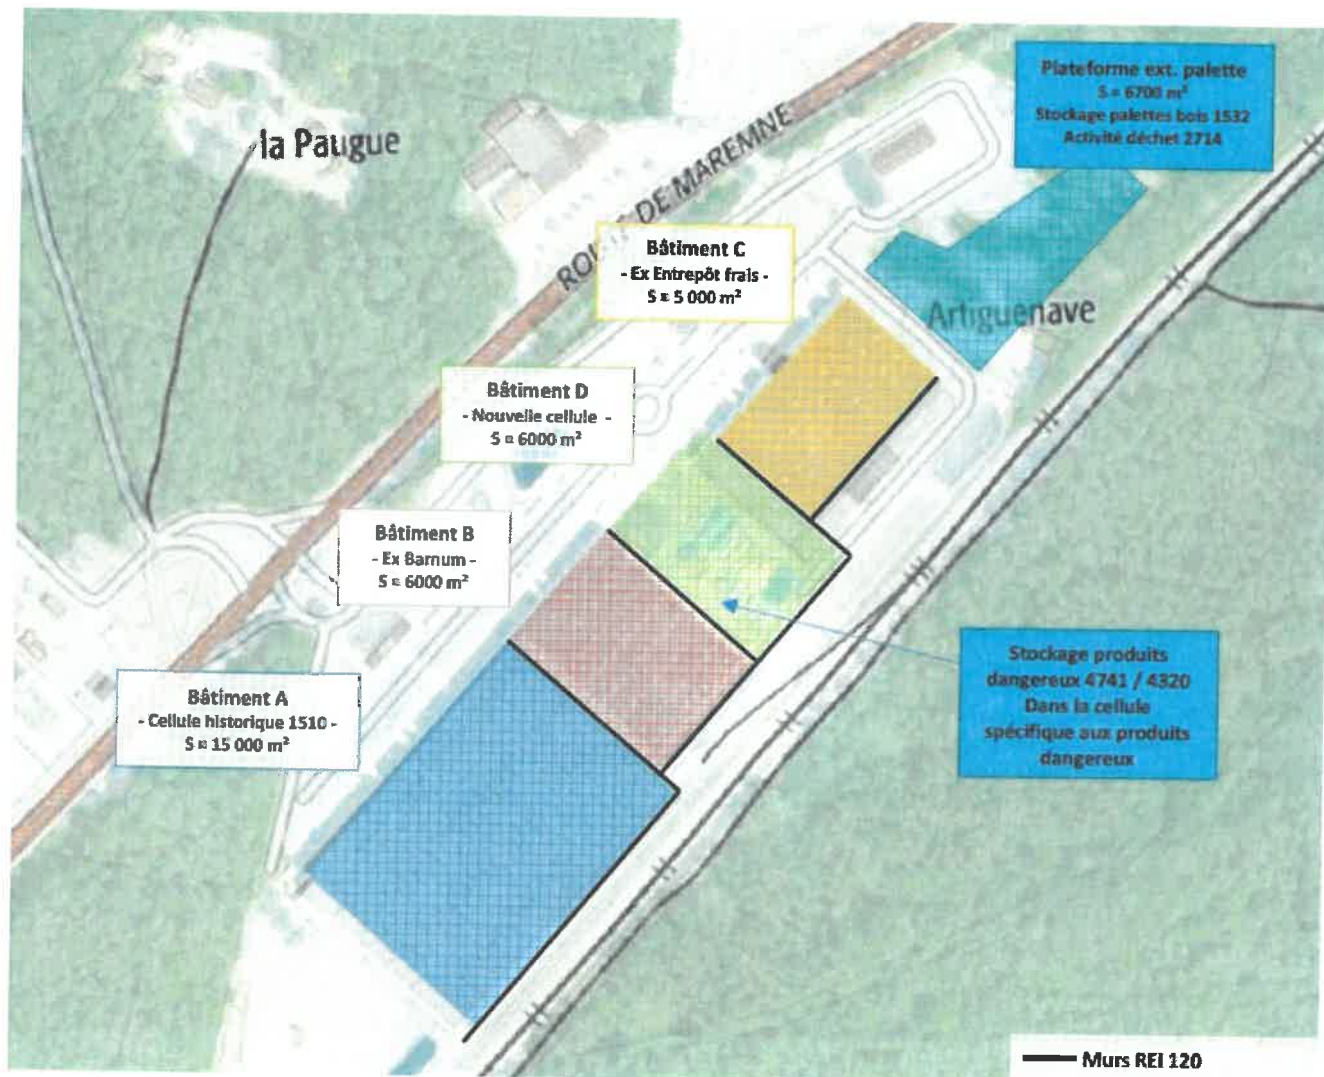 Plateforme ext. palette
S = 6700 m²
Stockage palettes bois 1532
Activité déchet 2714
la Paugue
ROUTE DE MAREMNE
Bâtiment C
- Ex Entrepôt frais -
S = 5 000 m²
Artiguenave
Bâtiment D
- Nouvelle cellule -
S = 6000 m²
Bâtiment B
- Ex Barnum -
S = 6000 m²
Stockage produits
dangereux 4741 / 4320
Dans la cellule
spécifique aux produits
dangereux
Bâtiment A
- Cellule historique 1510 -
S = 15 000 m²
Murs REI 120